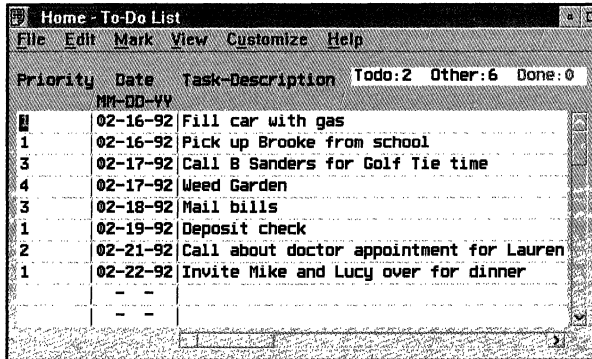 Home - To-Do List
File Edit Mark View Customize Help
Priority Date Task-Description Todo:2 Other:6 Done:0
MM-DD-YY
1 02-16-92 Fill car with gas
1 02-16-92 Pick up Brooke from school
3 02-17-92 Call B Sanders for Golf Tie time
4 02-17-92 Weed Garden
3 02-18-92 Mail bills
1 02-19-92 Deposit check
2 02-21-92 Call about doctor appointment for Lauren
1 02-22-92 Invite Mike and Lucy over for dinner
- -
- -